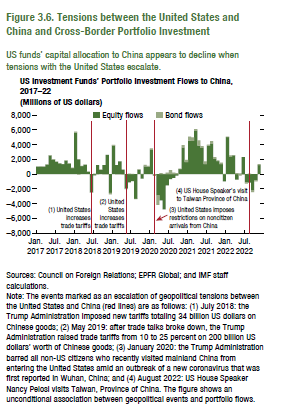 Figure 3.6. Tensions between the United States and
China and Cross-Border Portfolio Investment
US funds’ capital allocation to China appears to decline when
tensions with the United States escalate.
US Investment Funds’ Portfolio Investment Flows to China,
2017–22
(Millions of US dollars)
Equity flows Bond flows
8,000
6,000
4,000
2,000
0
–2,000
–4,000
–6,000
–8,000
(1) United States
increases
trade tariffs
(2) United
States
increases
trade tariffs
(4) US House Speaker’s visit
to Taiwan Province of China
(3) United States imposes
restrictions on noncitizen
arrivals from China
Jan. Jul. Jan. Jul. Jan. Jul. Jan. Jul. Jan. Jul. Jan. Jul.
2017 2017 2018 2018 2019 2019 2020 2020 2021 2021 2022 2022
Sources: Council on Foreign Relations; EPFR Global; and IMF staff
calculations.
Note: The events marked as an escalation of geopolitical tensions between
the United States and China (red lines) are as follows: (1) July 2018: the
Trump Administration imposed new tariffs totaling 34 billion US dollars on
Chinese goods; (2) May 2019: after trade talks broke down, the Trump
Administration raised trade tariffs from 10 to 25 percent on 200 billion US
dollars’ worth of Chinese goods; (3) January 2020: the Trump Administration
barred all non-US citizens who recently visited mainland China from
entering the United States amid an outbreak of a new coronavirus that was
first reported in Wuhan, China; and (4) August 2022: US House Speaker
Nancy Pelosi visits Taiwan, Province of China. The figure shows an
unconditional association between geopolitical events and portfolio flows.